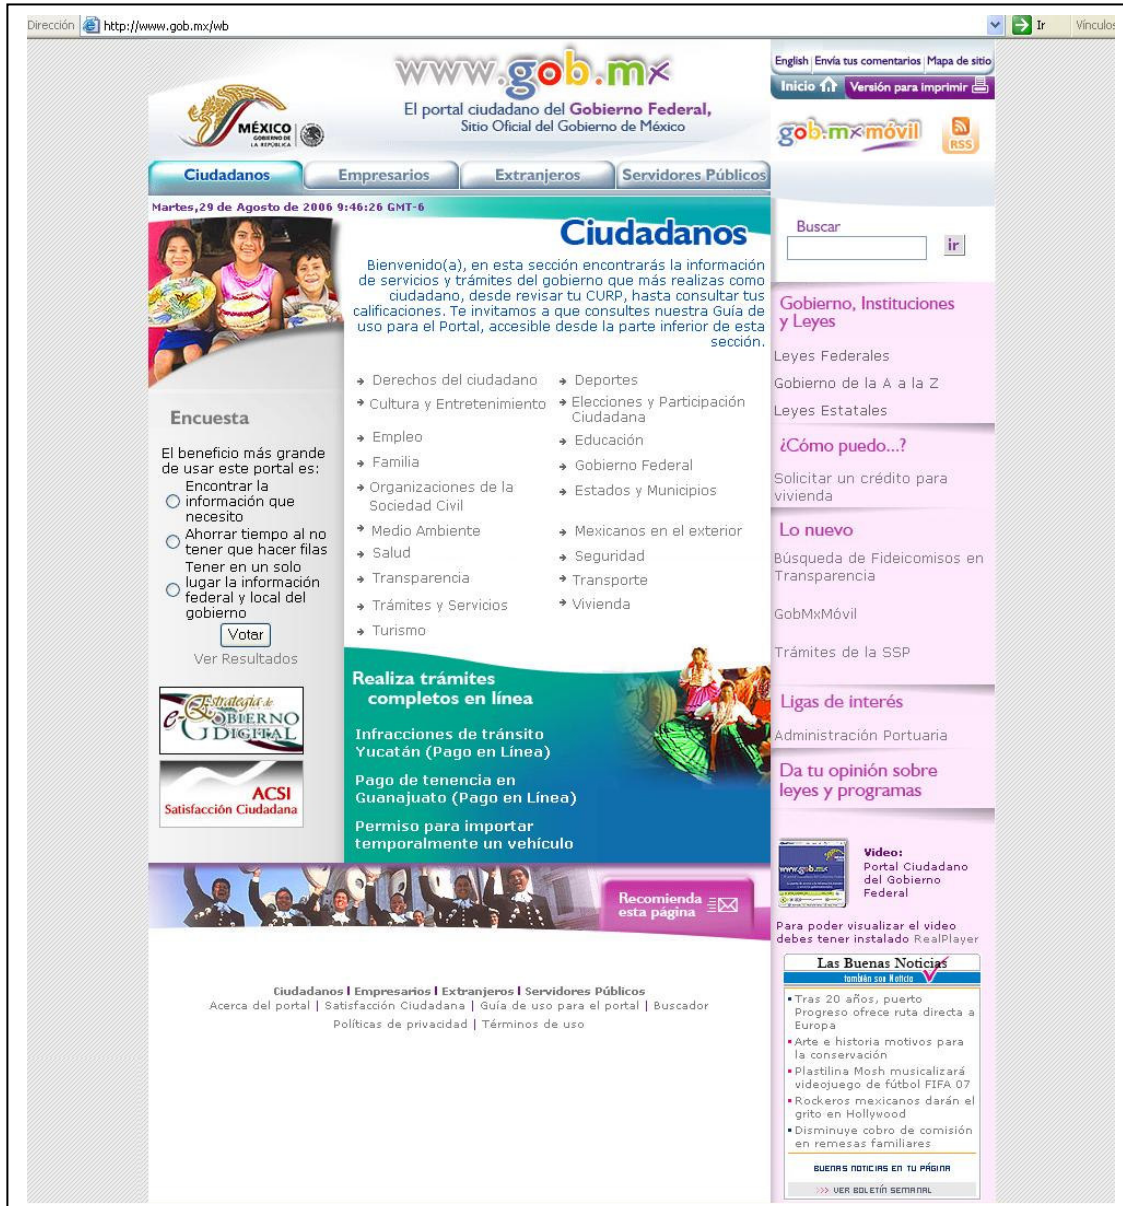 Dirección http://www.gob.mx/wb Ir Vínculos
www.gob.mx
El portal ciudadano del Gobierno Federal,
Sitio Oficial del Gobierno de México
MÉXICO
GOBIERNO DE
LA REPÚBLICA
English Envía tus comentarios Mapa de sitio
Inicio Versión para imprimir
gob.mx móvil
RSS
Ciudadanos Empresarios Extranjeros Servidores Públicos
Martes,29 de Agosto de 2006 9:46:26 GMT-6
Ciudadanos
Bienvenido(a), en esta sección encontrarás la información
de servicios y trámites del gobierno que más realizas como
ciudadano, desde revisar tu CURP, hasta consultar tus
calificaciones. Te invitamos a que consultes nuestra Guía de
uso para el Portal, accesible desde la parte inferior de esta
sección.
Encuesta
El beneficio más grande
de usar este portal es:
Encontrar la
información que
necesito
Ahorrar tiempo al no
tener que hacer filas
Tener en un solo
lugar la información
federal y local del
gobierno
Votar
Ver Resultados
Estrategia de
e-Gobierno
Digital
ACSI
Satisfacción Ciudadana
Derechos del ciudadano
Cultura y Entretenimiento
Empleo
Familia
Organizaciones de la
Sociedad Civil
Medio Ambiente
Salud
Transparencia
Trámites y Servicios
Turismo
Deportes
Elecciones y Participación
Ciudadana
Educación
Gobierno Federal
Estados y Municipios
Mexicanos en el exterior
Seguridad
Transporte
Vivienda
Realiza trámites
completos en línea
Infracciones de tránsito
Yucatán (Pago en Línea)
Pago de tenencia en
Guanajuato (Pago en Línea)
Permiso para importar
temporalmente un vehículo
Recomienda
esta página
Ciudadanos | Empresarios | Extranjeros | Servidores Públicos
Acerca del portal | Satisfacción Ciudadana | Guía de uso para el portal | Buscador
Políticas de privacidad | Términos de uso
Buscar
ir
Gobierno, Instituciones
y Leyes
Leyes Federales
Gobierno de la A a la Z
Leyes Estatales
¿Cómo puedo...?
Solicitar un crédito para
vivienda
Lo nuevo
Búsqueda de Fideicomisos en
Transparencia
GobMxMóvil
Trámites de la SSP
Ligas de interés
Administración Portuaria
Da tu opinión sobre
leyes y programas
www.gob.mx
Video:
Portal Ciudadano
del Gobierno
Federal
Para poder visualizar el video
debes tener instalado RealPlayer
Las Buenas Noticias
también son Noticia
Tras 20 años, puerto
Progreso ofrece ruta directa a
Europa
Arte e historia motivos para
la conservación
Plastilina Mosh musicalizará
videojuego de fútbol FIFA 07
Rockeros mexicanos darán el
grito en Hollywood
Disminuye cobro de comisión
en remesas familiares
BUENAS NOTICIAS EN TU PÁGINA
>>> VER BOLETÍN SEMANAL